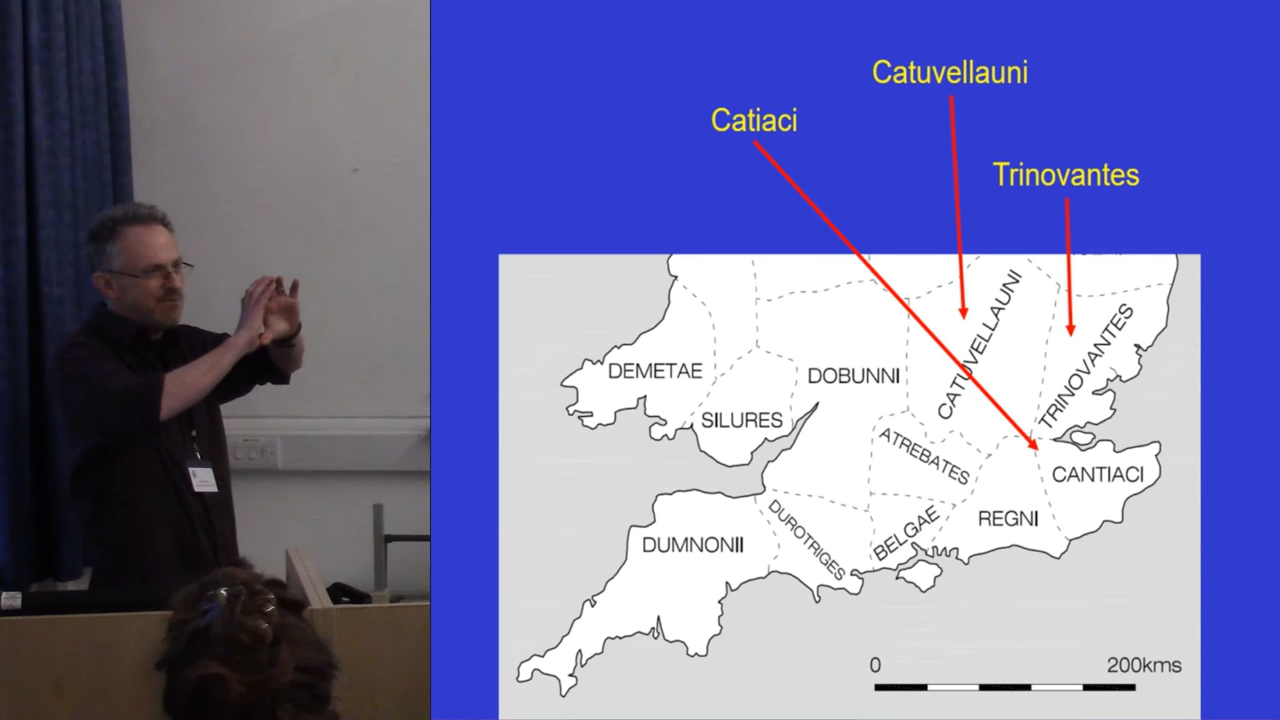 Catuvellauni
Catiaci
Trinovantes
CATUVELLAUNI
TRINOVANTES
DEMETAE
DOBUNNI
SILURES
ATREBATES
CANTIACI
DUROTRIGES
BELGAE
REGNI
DUMNONII
0 200kms